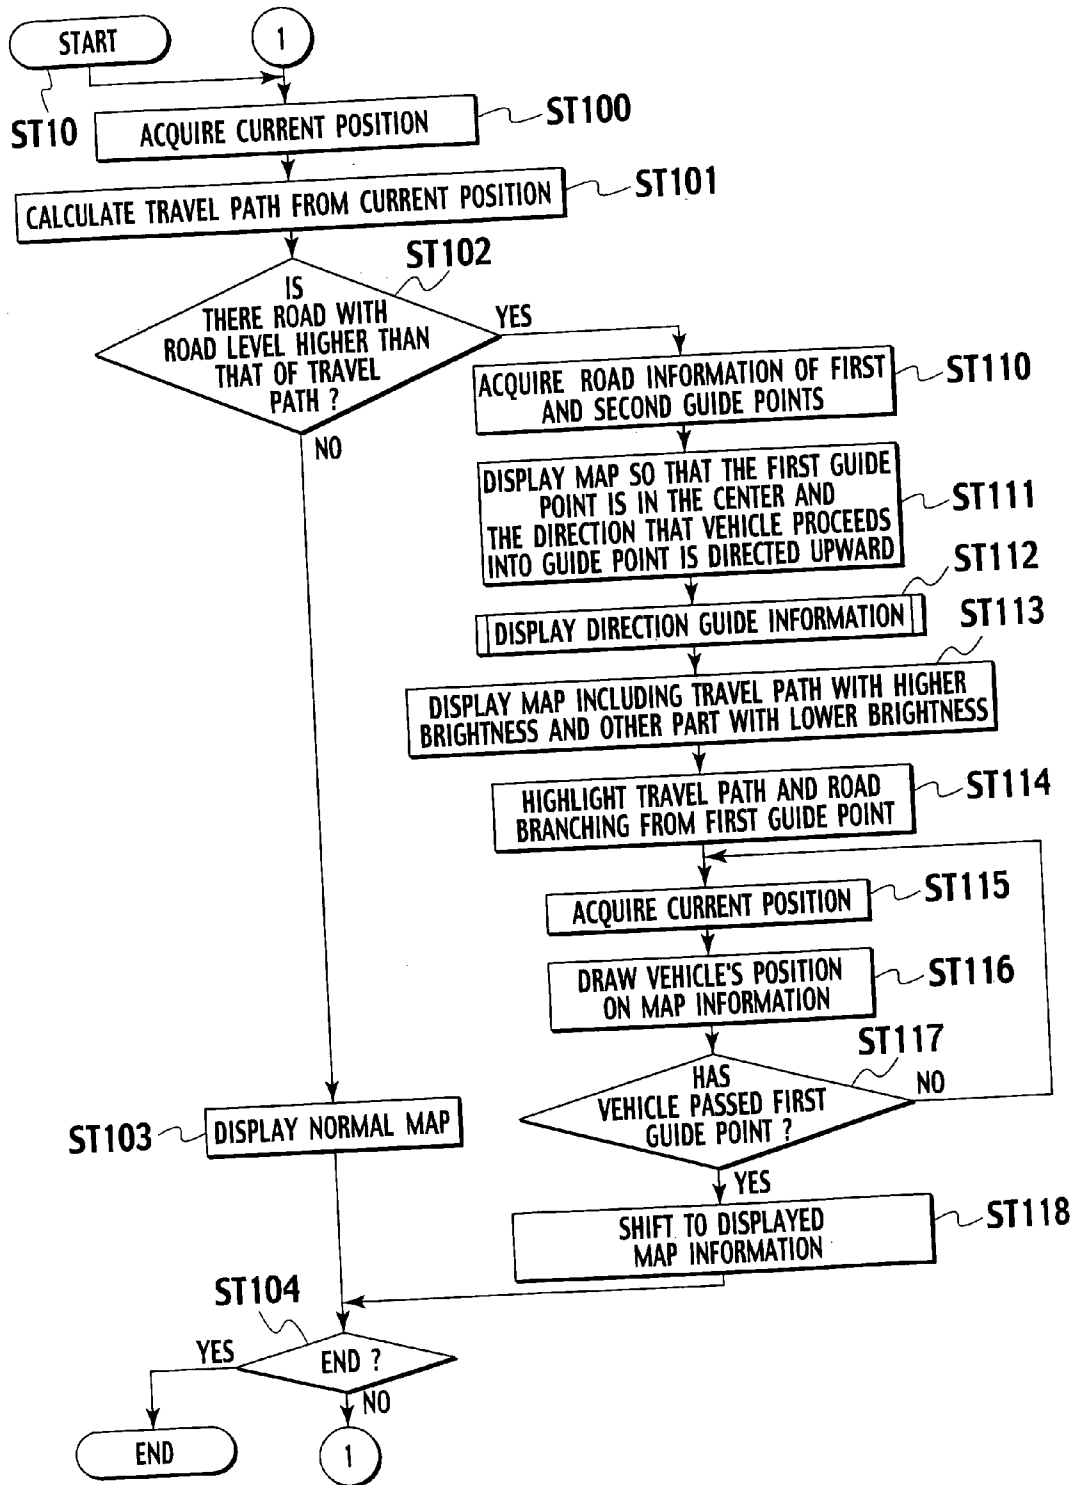 START
1
ST10
ACQUIRE CURRENT POSITION
ST100
CALCULATE TRAVEL PATH FROM CURRENT POSITION
ST101
ST102
IS
THERE ROAD WITH
ROAD LEVEL HIGHER THAN
THAT OF TRAVEL
PATH ?
YES
NO
ACQUIRE ROAD INFORMATION OF FIRST
AND SECOND GUIDE POINTS
ST110
DISPLAY MAP SO THAT THE FIRST GUIDE
POINT IS IN THE CENTER AND
THE DIRECTION THAT VEHICLE PROCEEDS
INTO GUIDE POINT IS DIRECTED UPWARD
ST111
ST112
DISPLAY DIRECTION GUIDE INFORMATION
ST113
DISPLAY MAP INCLUDING TRAVEL PATH WITH HIGHER
BRIGHTNESS AND OTHER PART WITH LOWER BRIGHTNESS
HIGHLIGHT TRAVEL PATH AND ROAD
BRANCHING FROM FIRST GUIDE POINT
ST114
ACQUIRE CURRENT POSITION
ST115
DRAW VEHICLE'S POSITION
ON MAP INFORMATION
ST116
ST117
HAS
VEHICLE PASSED FIRST
GUIDE POINT ?
NO
YES
ST103
DISPLAY NORMAL MAP
SHIFT TO DISPLAYED
MAP INFORMATION
ST118
ST104
YES
END ?
NO
END
1